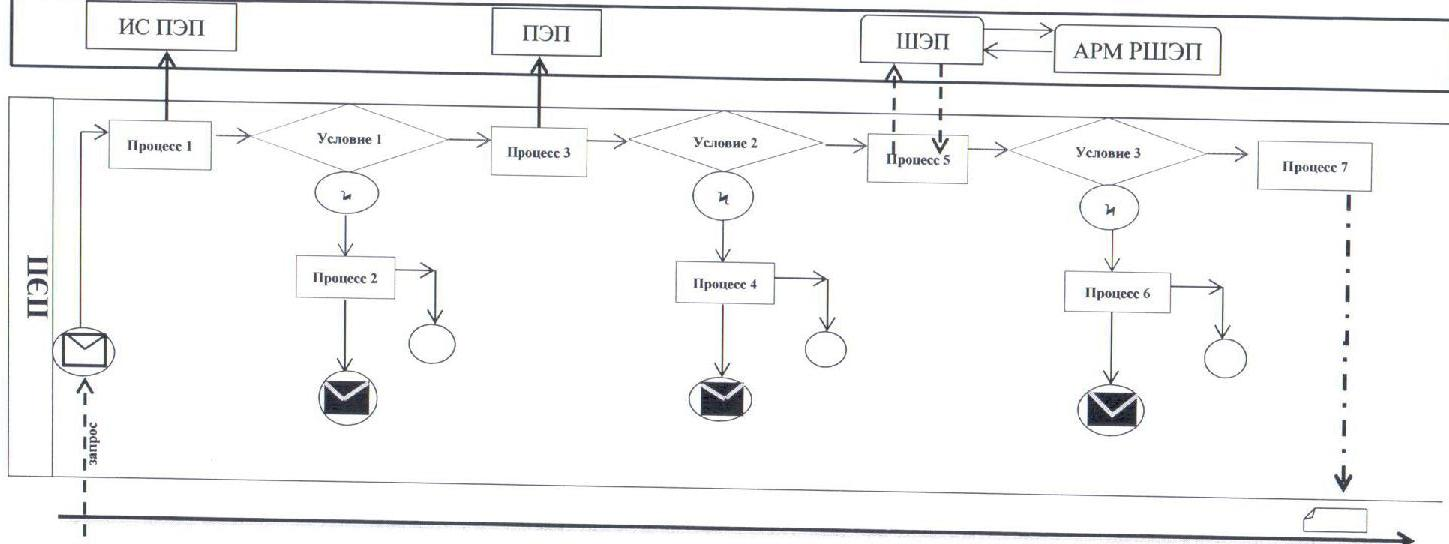 ИС ПЭП
ПЭП
ШЭП
АРМ РШЭП
Процесс 1
Условие 1
Процесс 3
Условие 2
Процесс 5
Условие 3
Процесс 7
ПЭП
Процесс 2
Процесс 4
Процесс 6
запрос